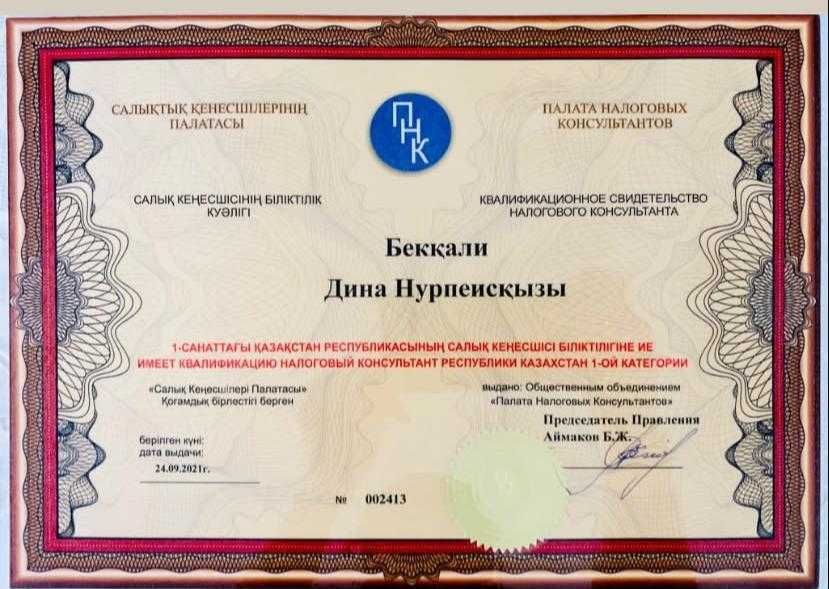 САЛЫҚТЫҚ КЕНЕСШІЛЕРІНІҢ
ПАЛАТАСЫ
ПНК
ПАЛАТА НАЛОГОВЫХ
КОНСУЛЬТАНТОВ
САЛЫҚ КЕҢЕСШІСІНІҢ БІЛІКТІЛІК
КУӘЛІГІ
КВАЛИФИКАЦИОННОЕ СВИДЕТЕЛЬСТВО
НАЛОГОВОГО КОНСУЛЬТАНТА
Бекқали
Дина Нурпеисқызы
1-САНАТТАҒЫ ҚАЗАҚСТАН РЕСПУБЛИКАСЫНЫҢ САЛЫҚ КЕҢЕСШІСІ БІЛІКТІЛІГІНЕ ИЕ
ИМЕЕТ КВАЛИФИКАЦИЮ НАЛОГОВЫЙ КОНСУЛЬТАНТ РЕСПУБЛИКИ КАЗАХСТАН 1-ОЙ КАТЕГОРИИ
«Салық Кеңесшілері Палатасы»
Қоғамдық бірлестігі берген
выдано: Общественным объединением
«Палата Налоговых Консультантов»
Председатель Правления
Аймаков Б.Ж.
берілген күні:
дата выдачи:
24.09.2021г.
№ 002413